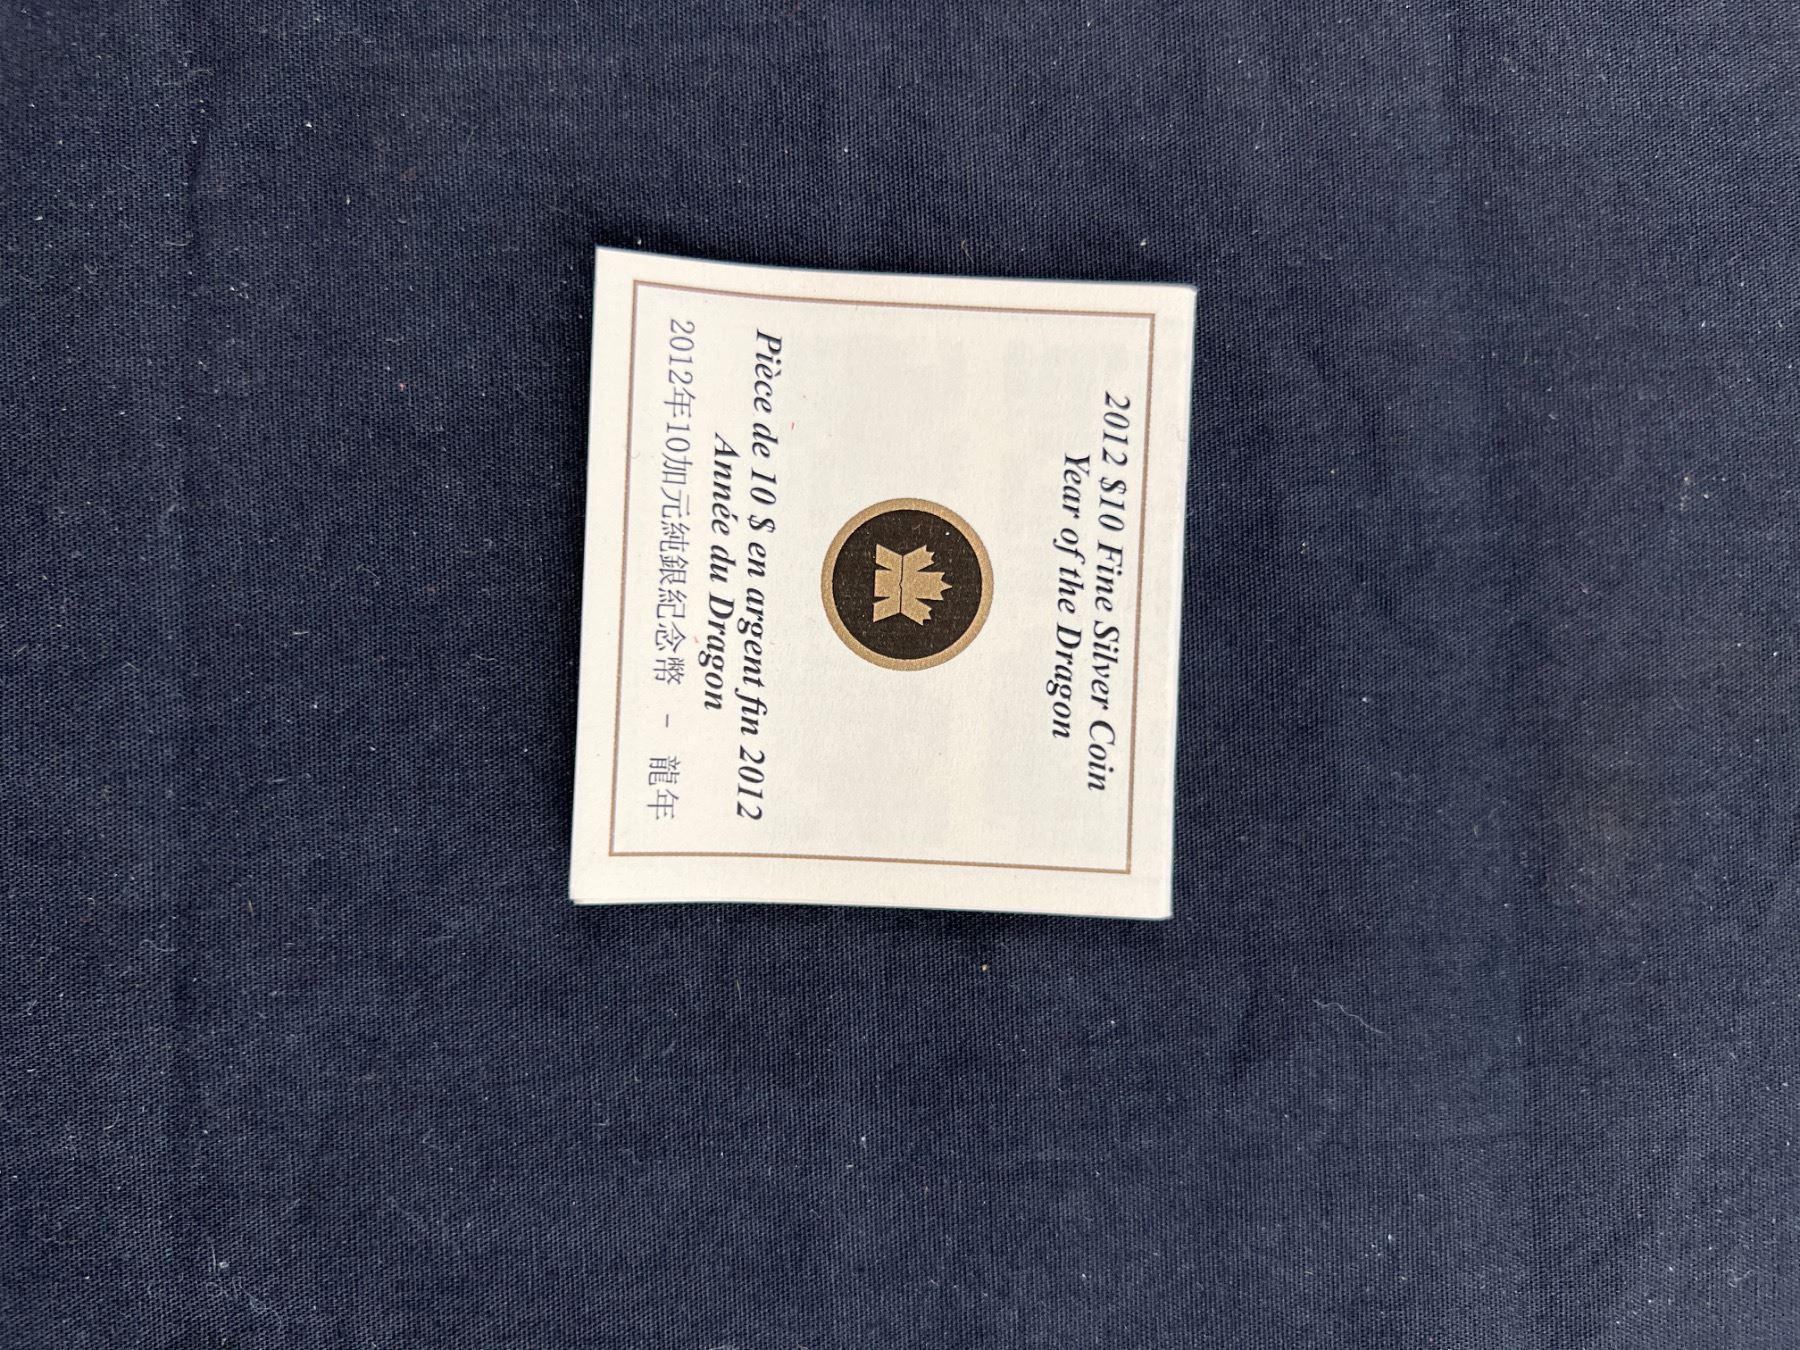 2012 $10 Fine Silver Coin
Year of the Dragon
Pièce de 10 $ en argent fin 2012
Année du Dragon
2012年10加元純銀紀念幣 - 龍年